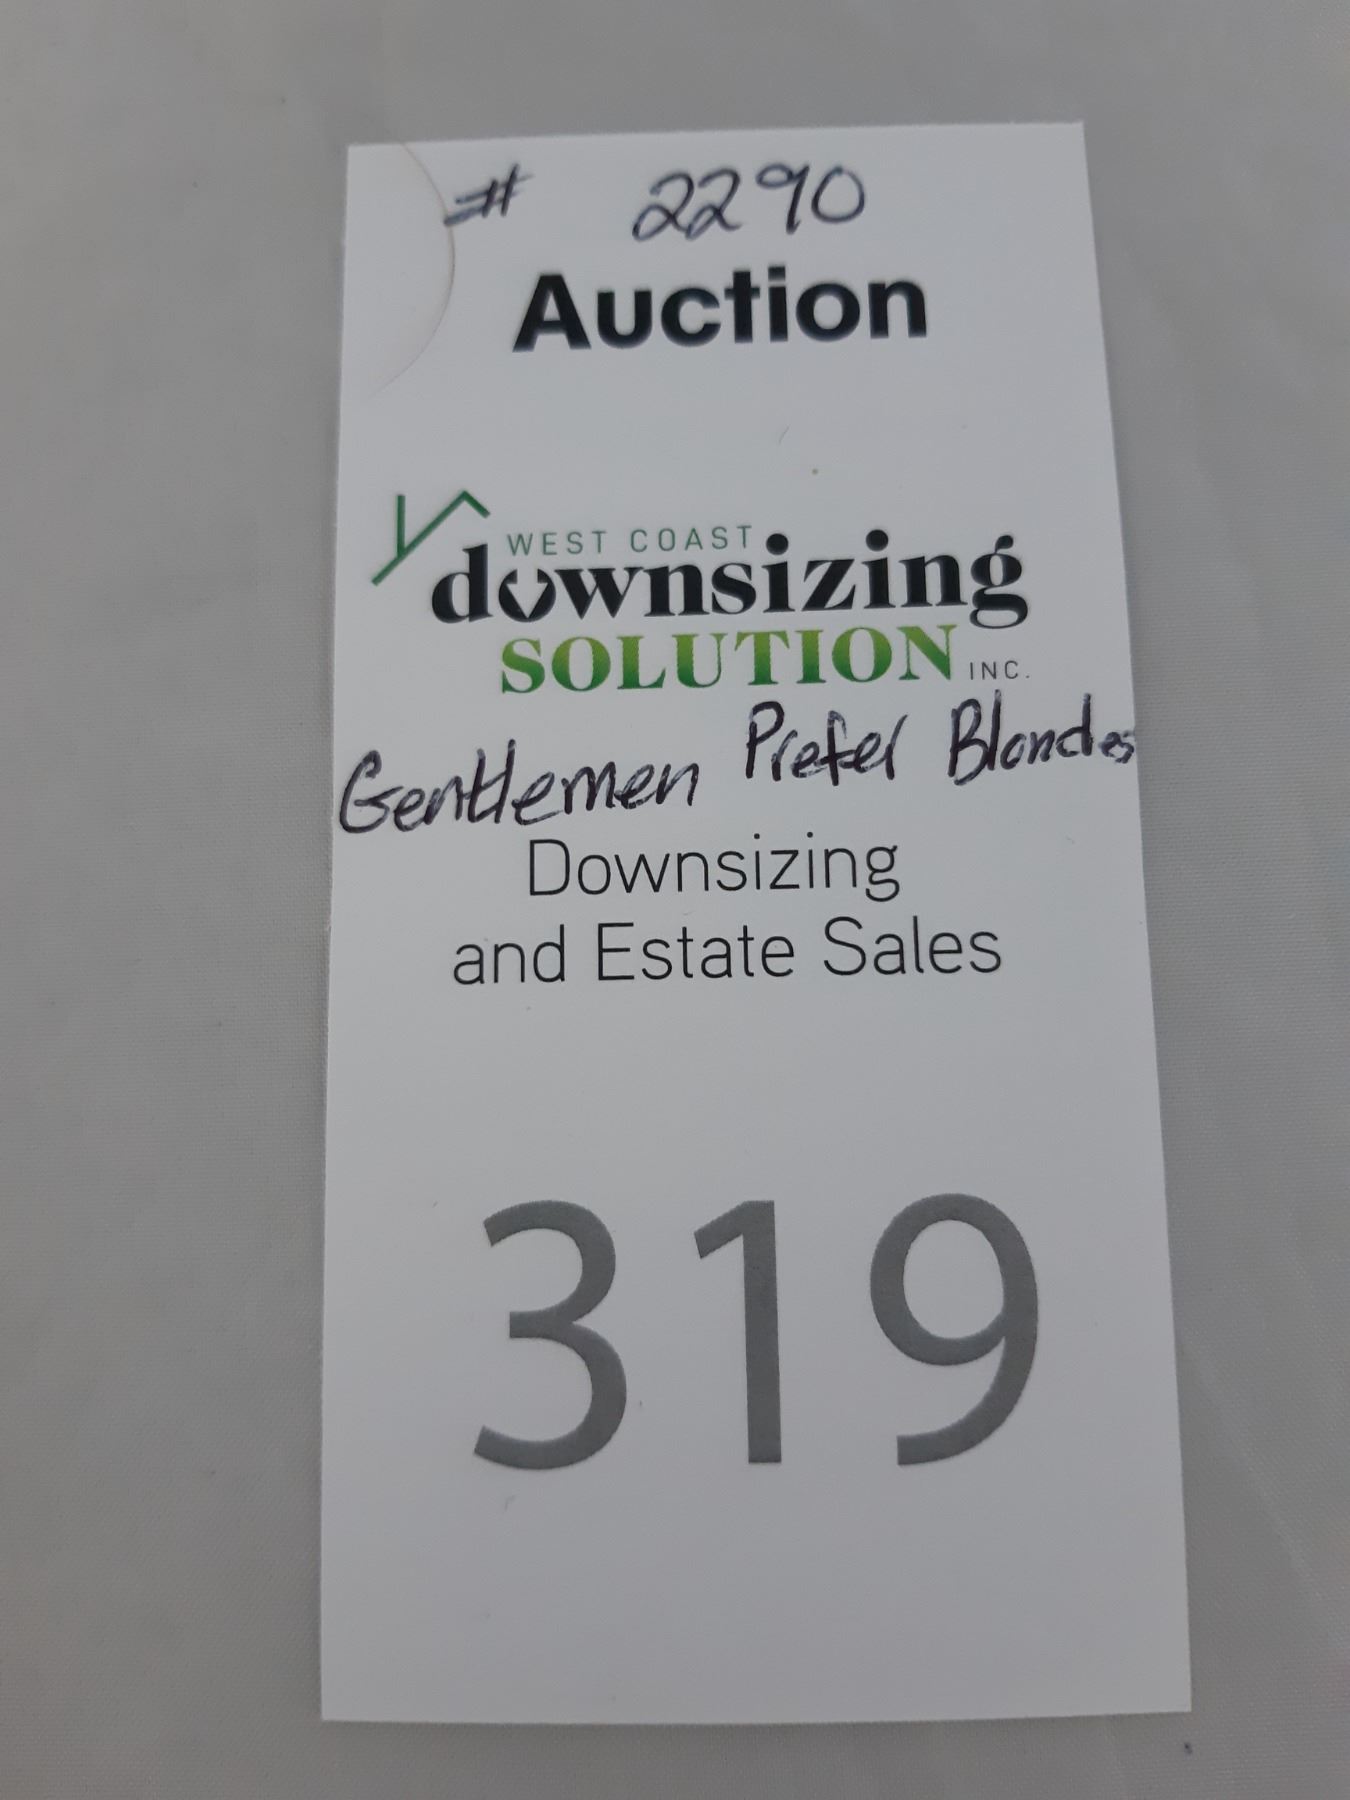 # 2290
Auction
WEST COAST
downsizing
SOLUTION INC.
Gentlemen Prefer Blondes
Downsizing
and Estate Sales
319